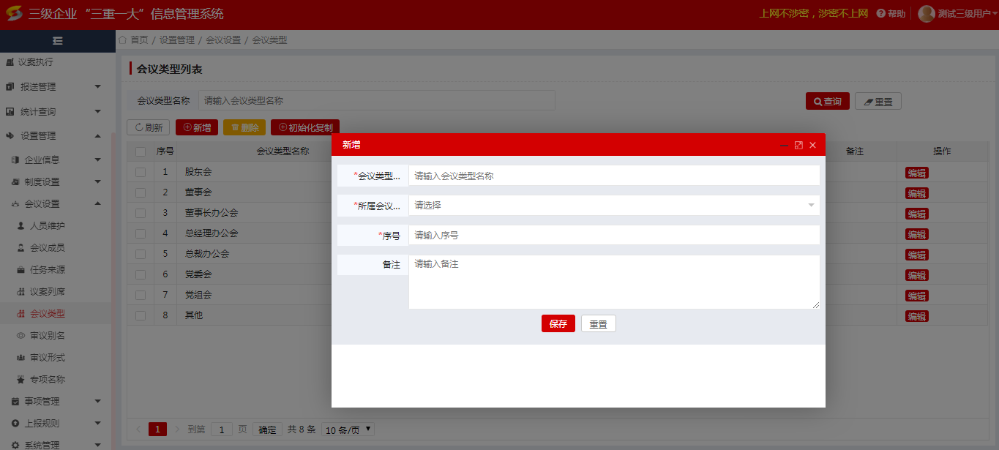 三级企业“三重一大”信息管理系统
上网不涉密，涉密不上网
帮助
测试三级用户
首页 / 设置管理 / 会议设置 / 会议类型
议案执行
报送管理
统计查询
设置管理
企业信息
制度设置
会议设置
人员维护
会议成员
任务来源
议案列席
会议类型
审议别名
审议形式
专项名称
事项管理
上报规则
系统管理
会议类型列表
会议类型名称 请输入会议类型名称 查询 重置
刷新 新增 删除 初始化复制
序号 会议类型名称 备注 操作
1 股东会 编辑
2 董事会 编辑
3 董事长办公会 编辑
4 总经理办公会 编辑
5 总裁办公会 编辑
6 党委会 编辑
7 党组会 编辑
8 其他 编辑
新增
*会议类型... 请输入会议类型名称
*所属会议... 请选择
*序号 请输入序号
备注 请输入备注
保存 重置
1 到第 1 页 确定 共 8 条 10 条/页